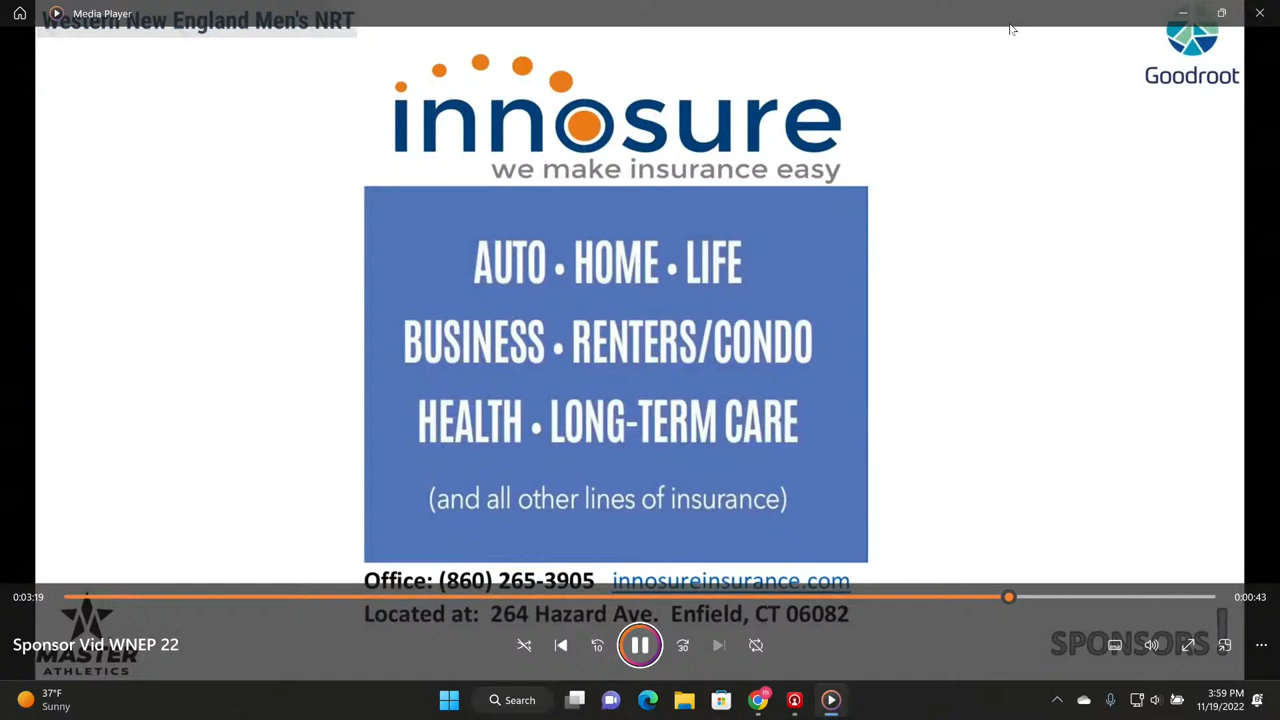 Media Player
Western New England Men's NRT
Goodroot
innosure
we make insurance easy
AUTO • HOME • LIFE
BUSINESS • RENTERS/CONDO
HEALTH • LONG-TERM CARE
(and all other lines of insurance)
Office: (860) 265-3905 innosureinsurance.com
0:03:19
0:00:43
Located at: 264 Hazard Ave. Enfield, CT 06082
Sponsor Vid WNEP 22
10
30
SPONSORS!
MASTER
ATHLETICS
37°F
Sunny
Search
3:59 PM
11/19/2022